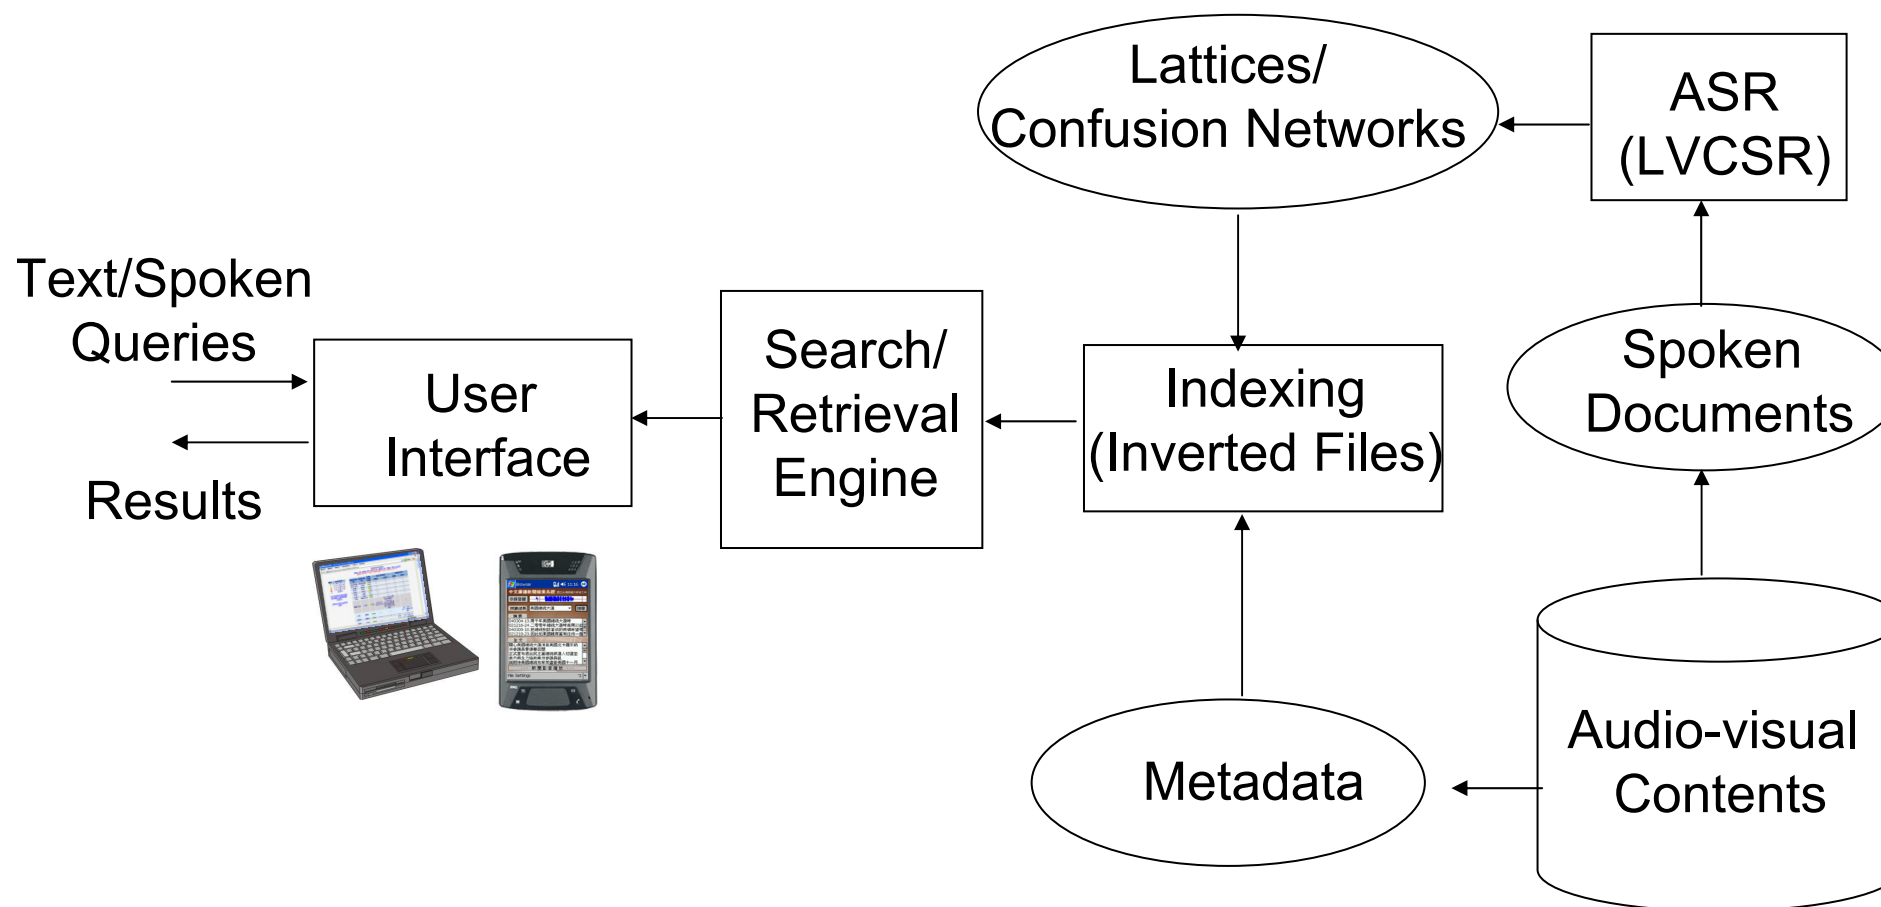 Lattices/
Confusion Networks
ASR
(LVCSR)
Text/Spoken
Queries
Results
User
Interface
Search/
Retrieval
Engine
Indexing
(Inverted Files)
Spoken
Documents
Metadata
Audio-visual
Contents